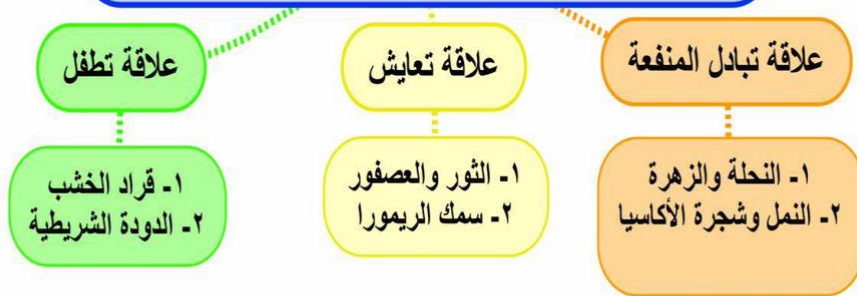 علاقة تبادل المنفعة
علاقة تعايش
علاقة تطفل
١- النحلة والزهرة
٢- النمل وشجرة الأكاسيا
١- الثور والعصفور
٢- سمك الريمورا
١- قراد الخشب
٢- الدودة الشريطية